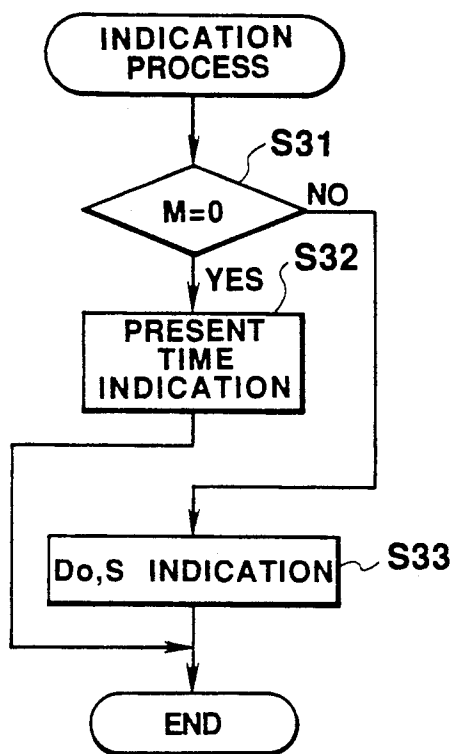 INDICATION
PROCESS
S31
M=0
NO
YES
S32
PRESENT
TIME
INDICATION
Do,S INDICATION
S33
END